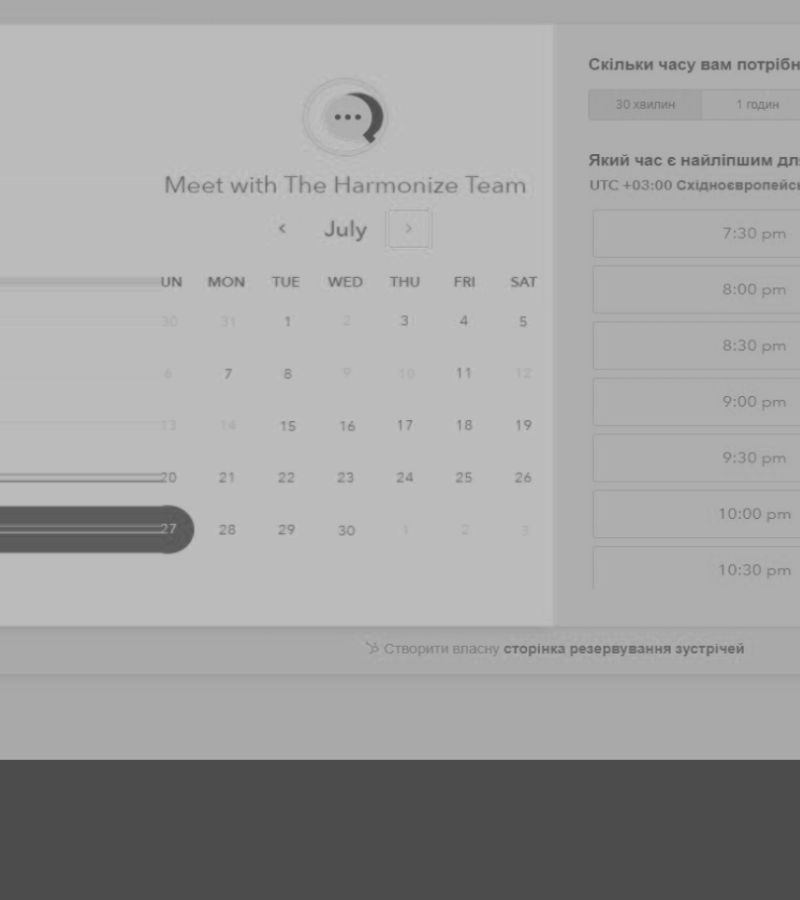 Meet with The Harmonize Team
‹ July ›
UN MON TUE WED THU FRI SAT
30 31 1 2 3 4 5
6 7 8 9 10 11 12
13 14 15 16 17 18 19
20 21 22 23 24 25 26
27 28 29 30 1 2 3
Скільки часу вам потрібн
30 хвилин 1 годин
Який час є найліпшим дл
UTC +03:00 Східноєвропейсь
7:30 pm
8:00 pm
8:30 pm
9:00 pm
9:30 pm
10:00 pm
10:30 pm
Створити власну сторінка резервування зустрічей